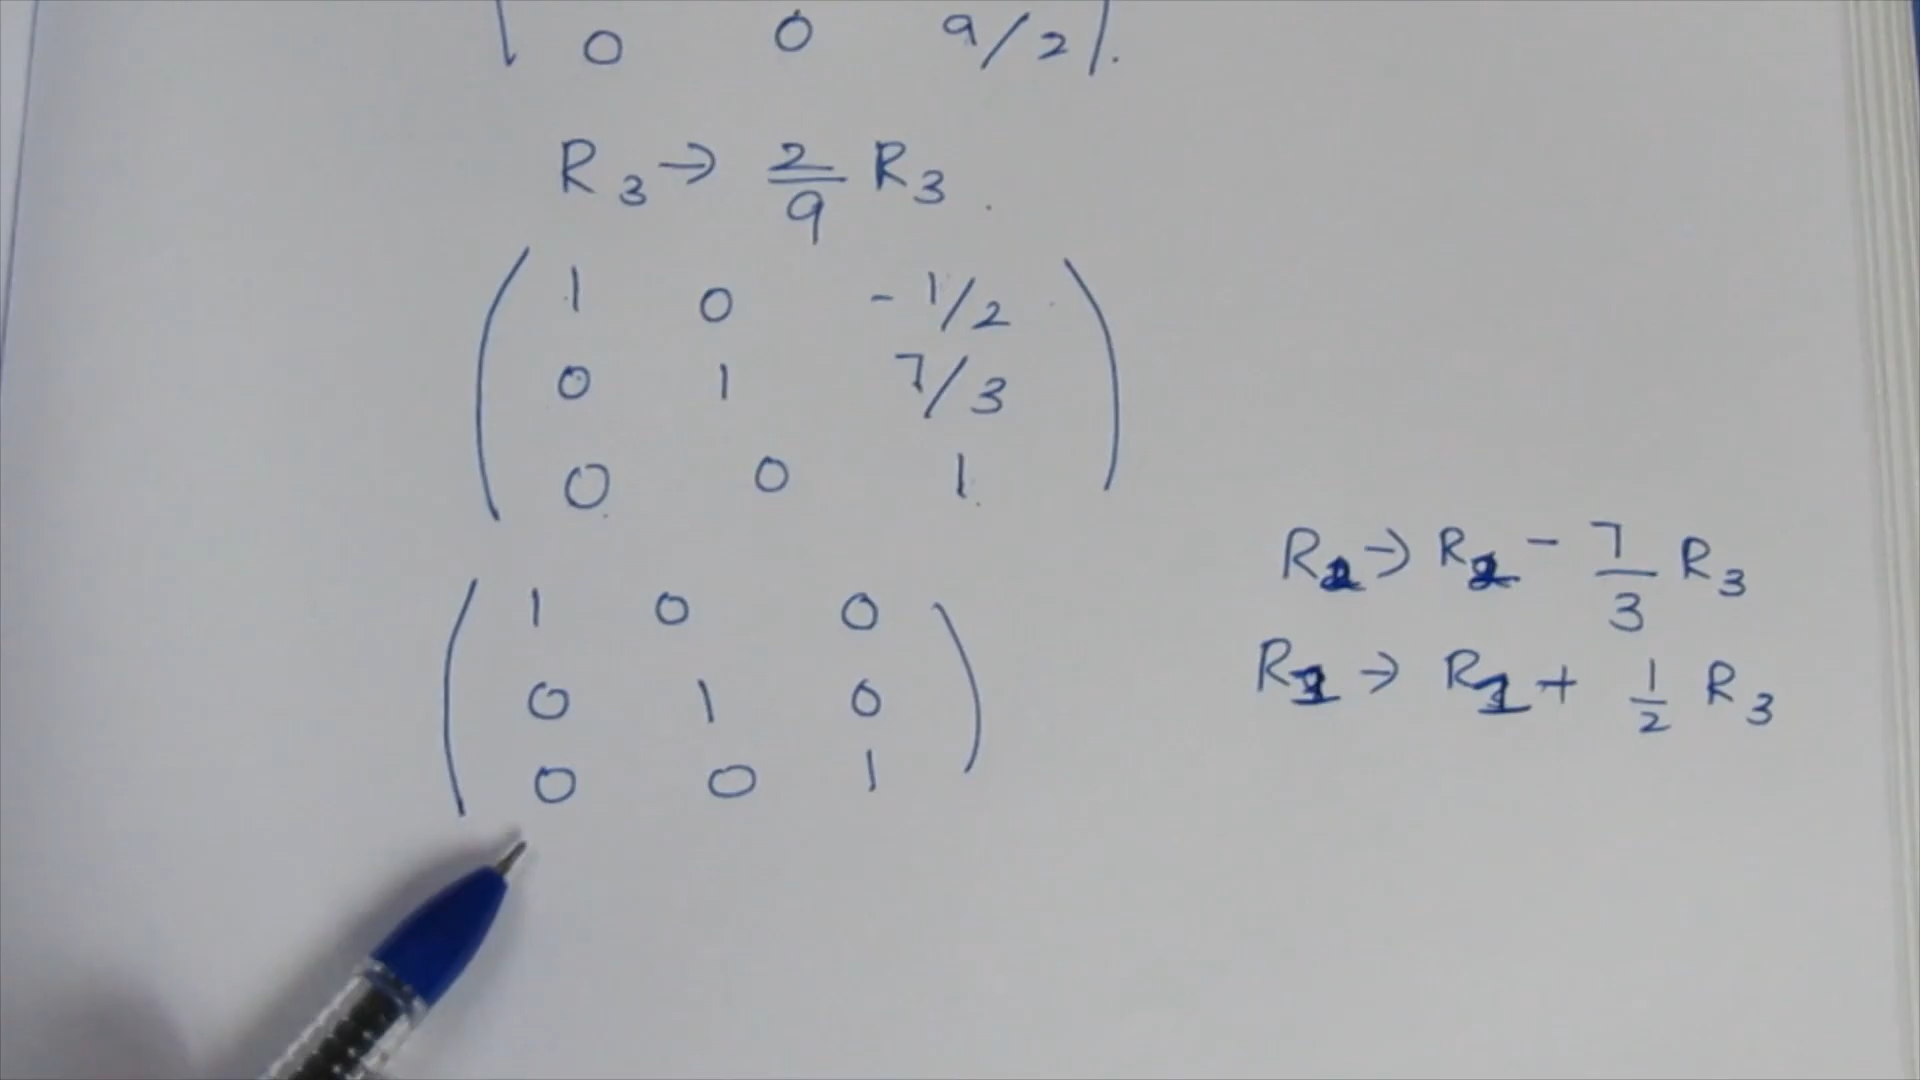 0 0 9/2
R3 → 2/9 R3
1 0 -1/2
0 1 7/3
0 0 1
R2 → R2 - 7/3 R3
1 0 0
R1 → R1 + 1/2 R3
0 1 0
0 0 1